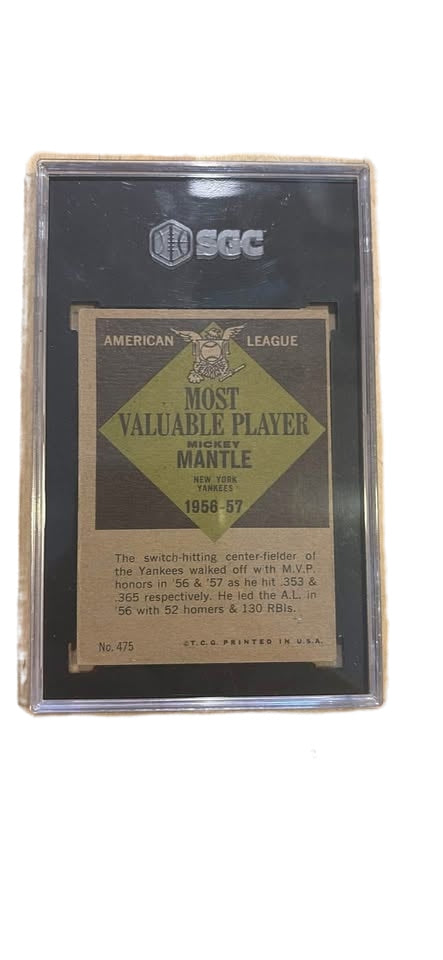 SGC
AMERICAN LEAGUE
MOST
VALUABLE PLAYER
MICKEY
MANTLE
NEW YORK
YANKEES
1956-57
The switch-hitting center-fielder of
the Yankees walked off with M.V.P.
honors in '56 & '57 as he hit .353 &
.365 respectively. He led the A.L. in
'56 with 52 homers & 130 RBIs.
No. 475
©T.C.G. PRINTED IN U.S.A.